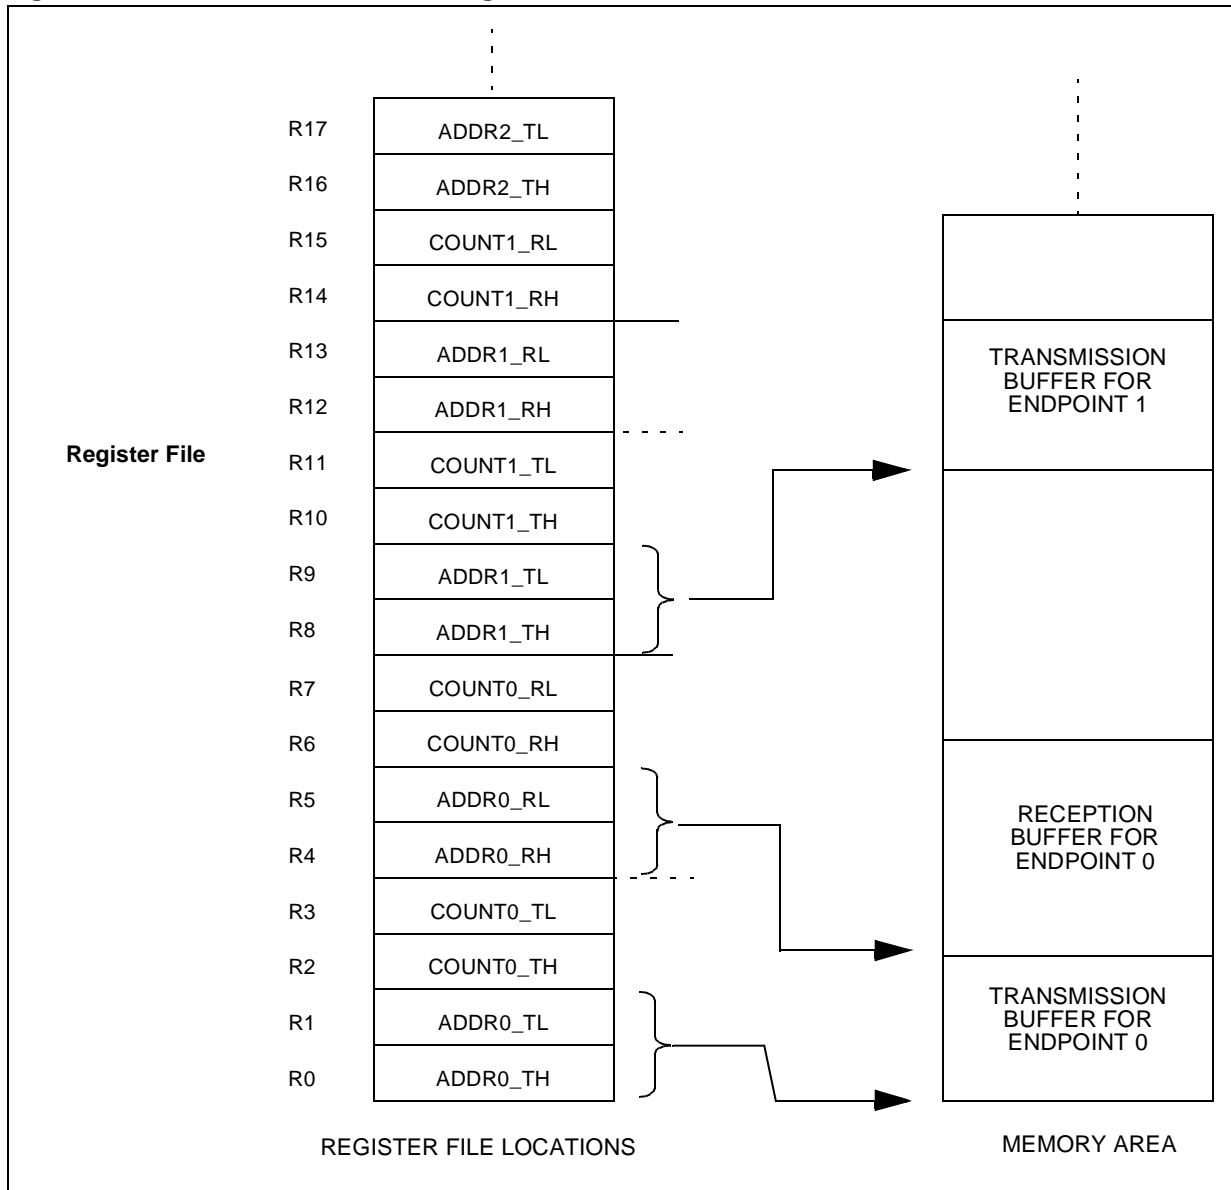 R17 ADDR2_TL
R16 ADDR2_TH
R15 COUNT1_RL
R14 COUNT1_RH
R13 ADDR1_RL
R12 ADDR1_RH
Register File
R11 COUNT1_TL
R10 COUNT1_TH
R9 ADDR1_TL
R8 ADDR1_TH
R7 COUNT0_RL
R6 COUNT0_RH
R5 ADDR0_RL
R4 ADDR0_RH
R3 COUNT0_TL
R2 COUNT0_TH
R1 ADDR0_TL
R0 ADDR0_TH
REGISTER FILE LOCATIONS
TRANSMISSION
BUFFER FOR
ENDPOINT 1
RECEPTION
BUFFER FOR
ENDPOINT 0
TRANSMISSION
BUFFER FOR
ENDPOINT 0
MEMORY AREA